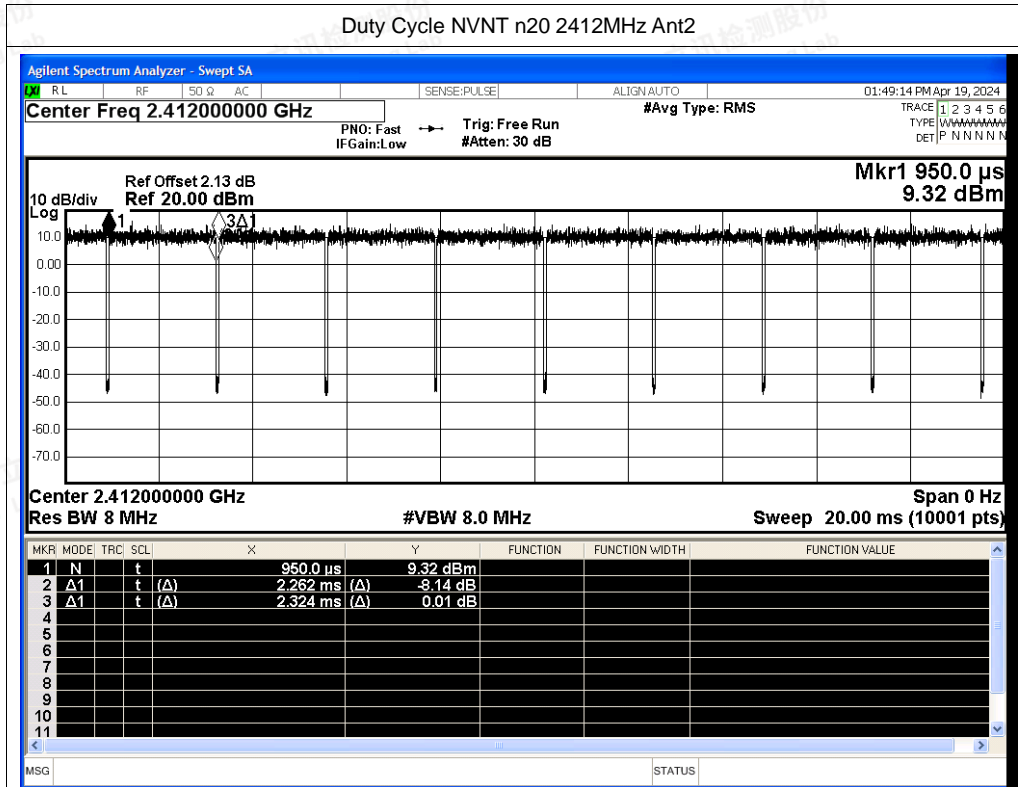 Duty Cycle NVNT n20 2412MHz Ant2
Agilent Spectrum Analyzer - Swept SA
LXI RL RF 50 Ω AC SENSE:PULSE ALIGN AUTO 01:49:14 PM Apr 19, 2024
Center Freq 2.412000000 GHz #Avg Type: RMS TRACE 1 2 3 4 5 6
PNO: Fast Trig: Free Run TYPE WWWWWW
IFGain:Low #Atten: 30 dB DET P N N N N N
Mkr1 950.0 µs
Ref Offset 2.13 dB
10 dB/div Ref 20.00 dBm 9.32 dBm
Log
1 3Δ1
10.0
0.00
-10.0
-20.0
-30.0
-40.0
-50.0
-60.0
-70.0
Center 2.412000000 GHz Span 0 Hz
Res BW 8 MHz #VBW 8.0 MHz Sweep 20.00 ms (10001 pts)
MKR MODE TRC SCL X Y FUNCTION FUNCTION WIDTH FUNCTION VALUE
1 N t 950.0 µs 9.32 dBm
2 Δ1 t (Δ) 2.262 ms (Δ) -8.14 dB
3 Δ1 t (Δ) 2.324 ms (Δ) 0.01 dB
4
5
6
7
8
9
10
11
MSG STATUS